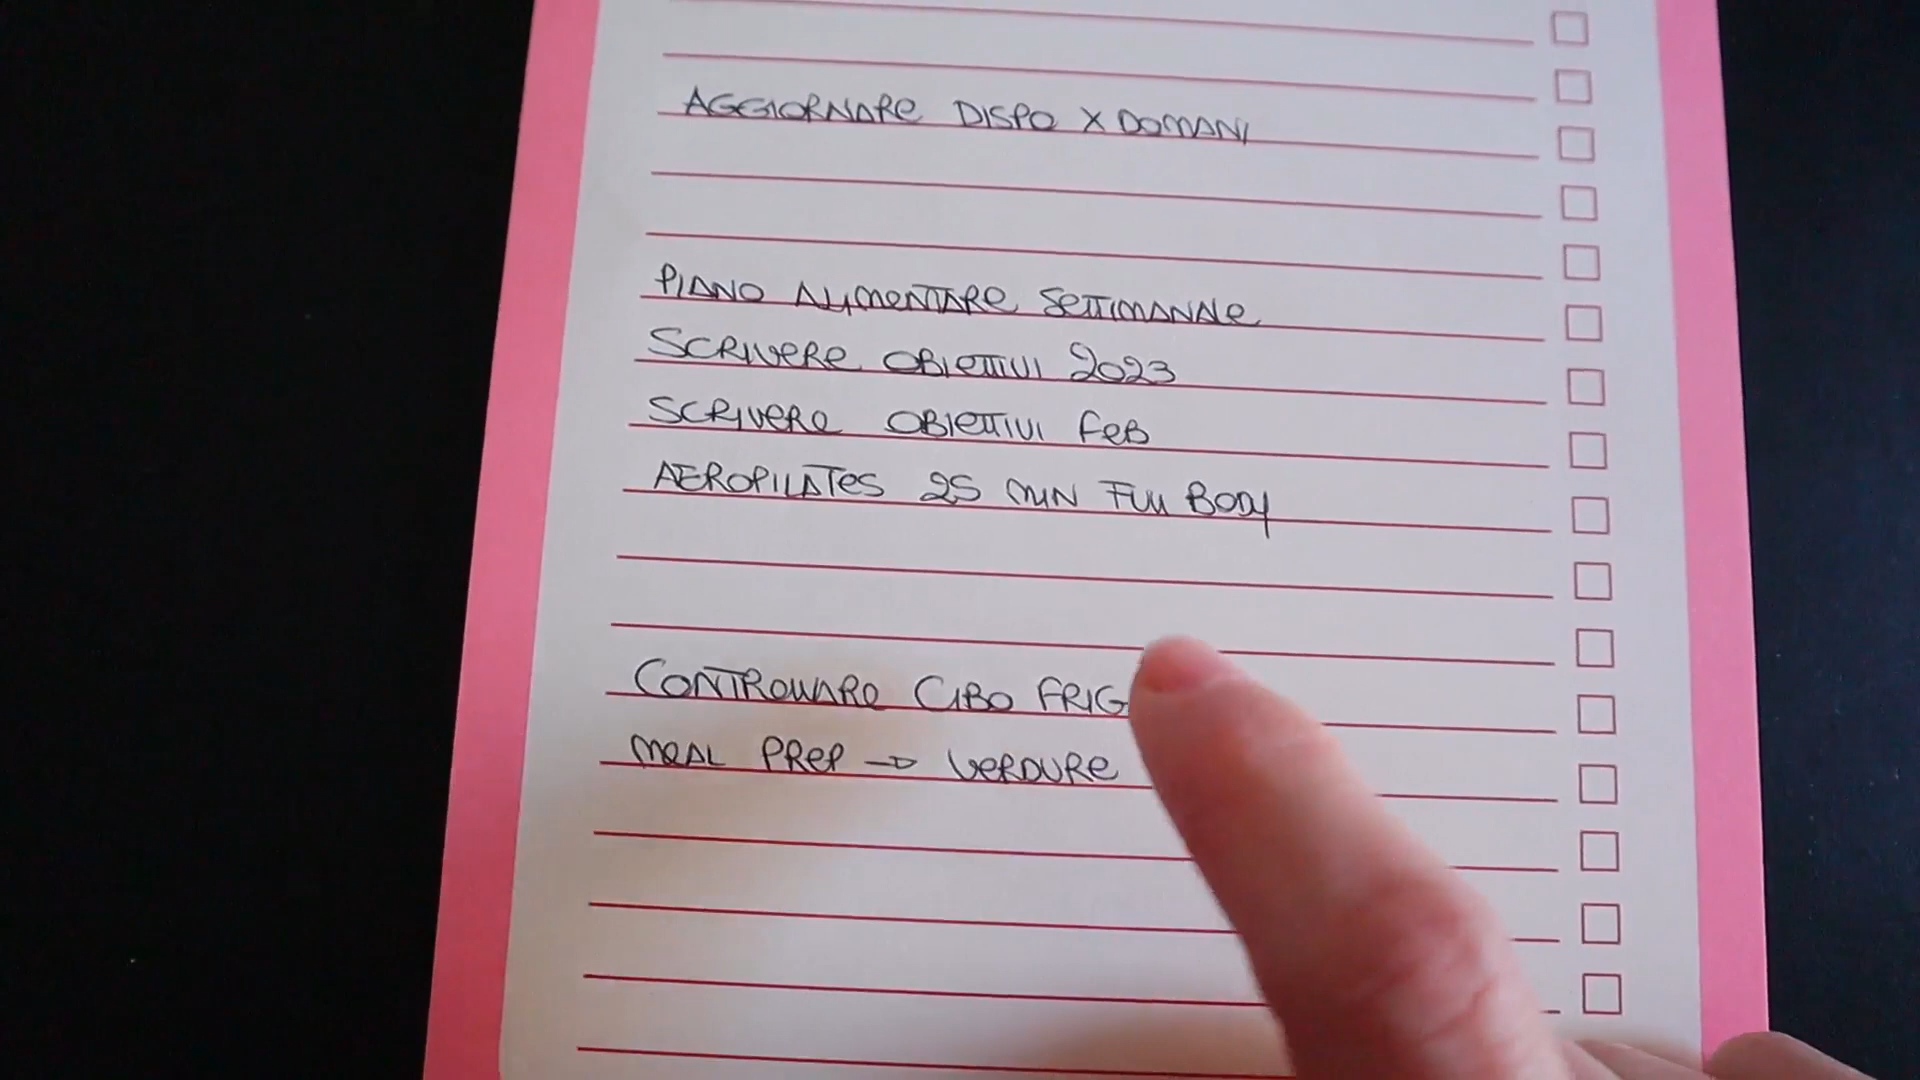 AGGIORNARE DISPO X DOMANI
PIANO ALIMENTARE SETTIMANALE
SCRIVERE OBIETTIVI 2023
SCRIVERE OBIETTIVI FEB
AEROPILATES 25 MIN FULL BODY
CONTROLLARE CIBO FRIG
MEAL PREP → VERDURE